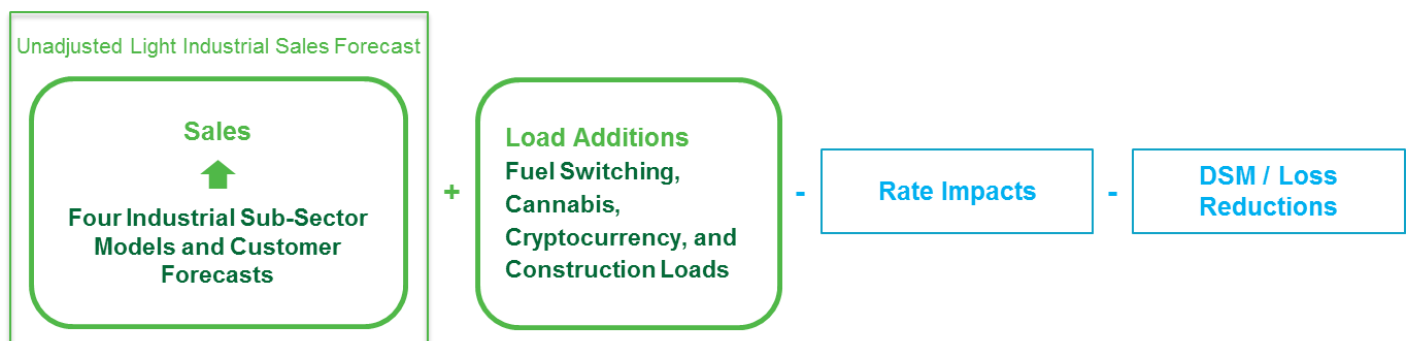 Unadjusted Light Industrial Sales Forecast
Sales
Four Industrial Sub-Sector
Models and Customer
Forecasts
+
Load Additions
Fuel Switching,
Cannabis,
Cryptocurrency, and
Construction Loads
-
Rate Impacts
-
DSM / Loss
Reductions